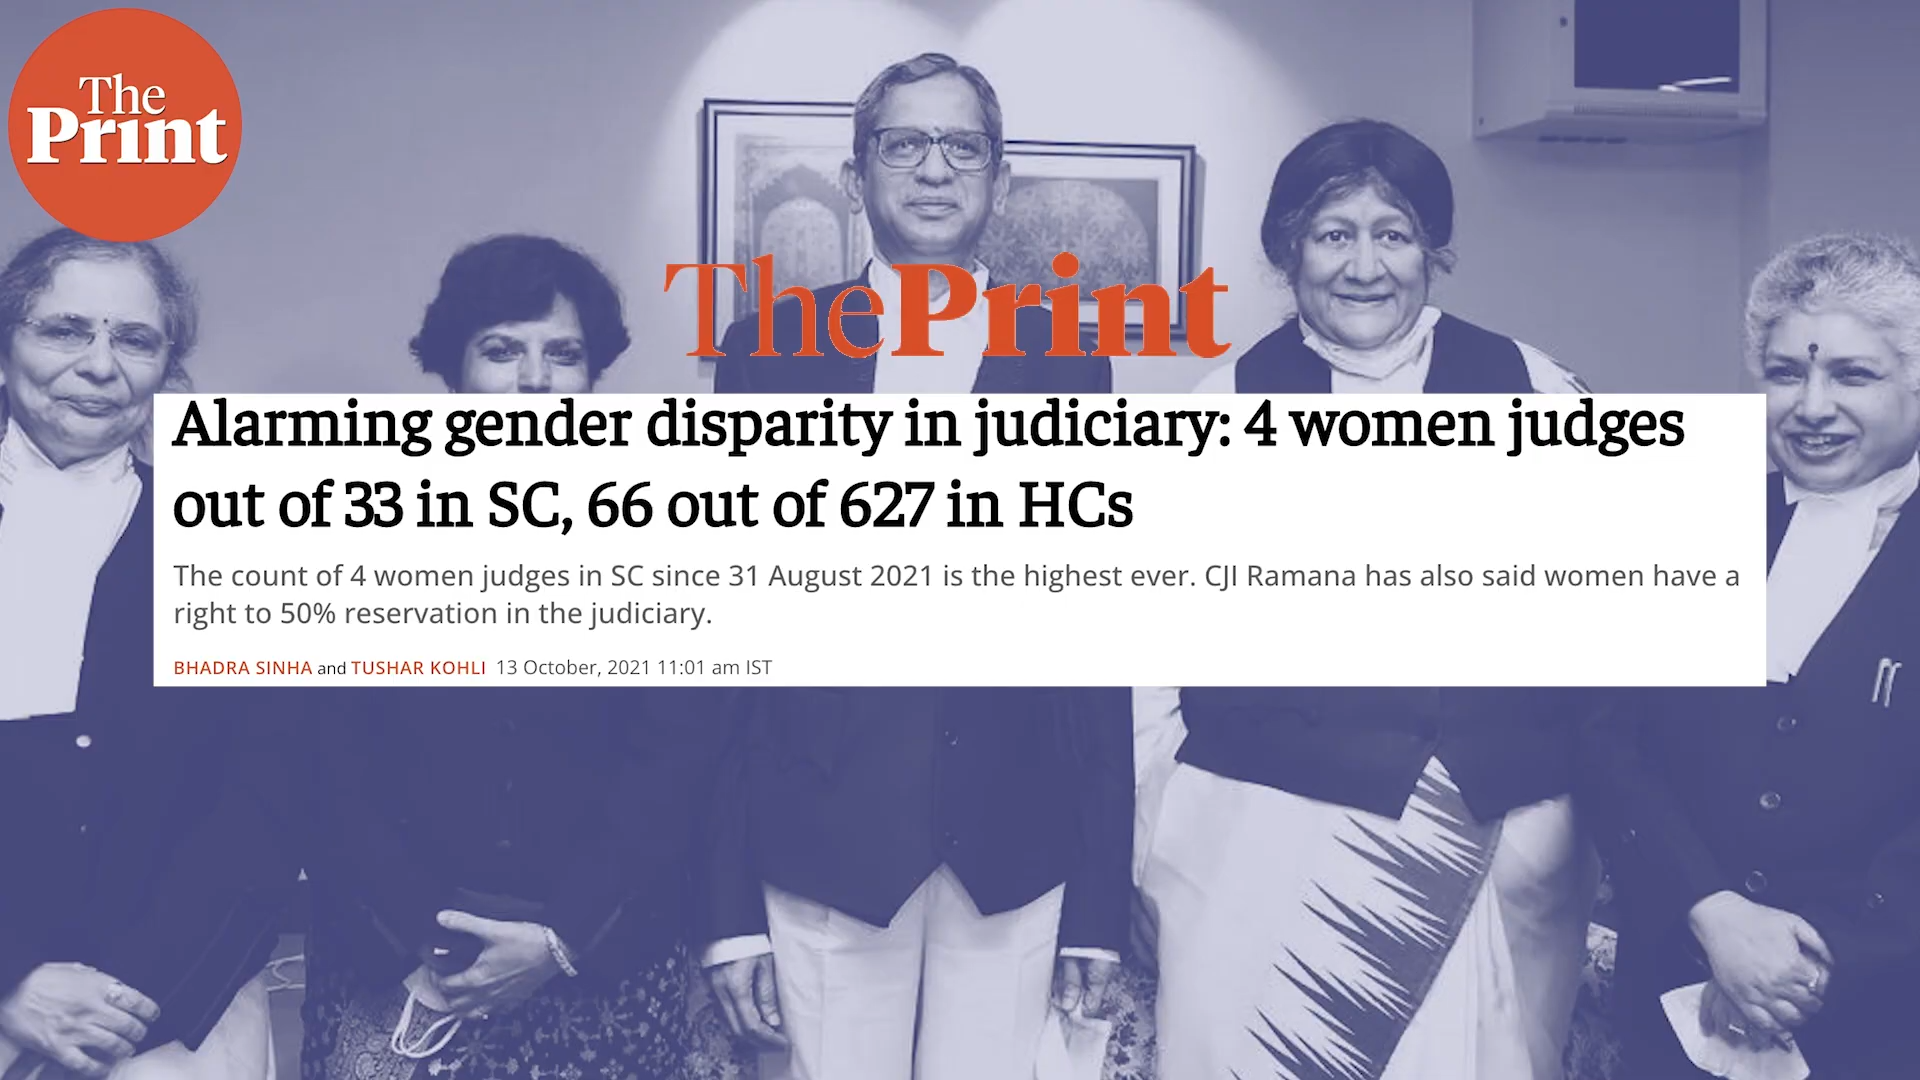 The
Print
ThePrint
Alarming gender disparity in judiciary: 4 women judges
out of 33 in SC, 66 out of 627 in HCs
The count of 4 women judges in SC since 31 August 2021 is the highest ever. CJI Ramana has also said women have a
right to 50% reservation in the judiciary.
BHADRA SINHA and TUSHAR KOHLI 13 October, 2021 11:01 am IST